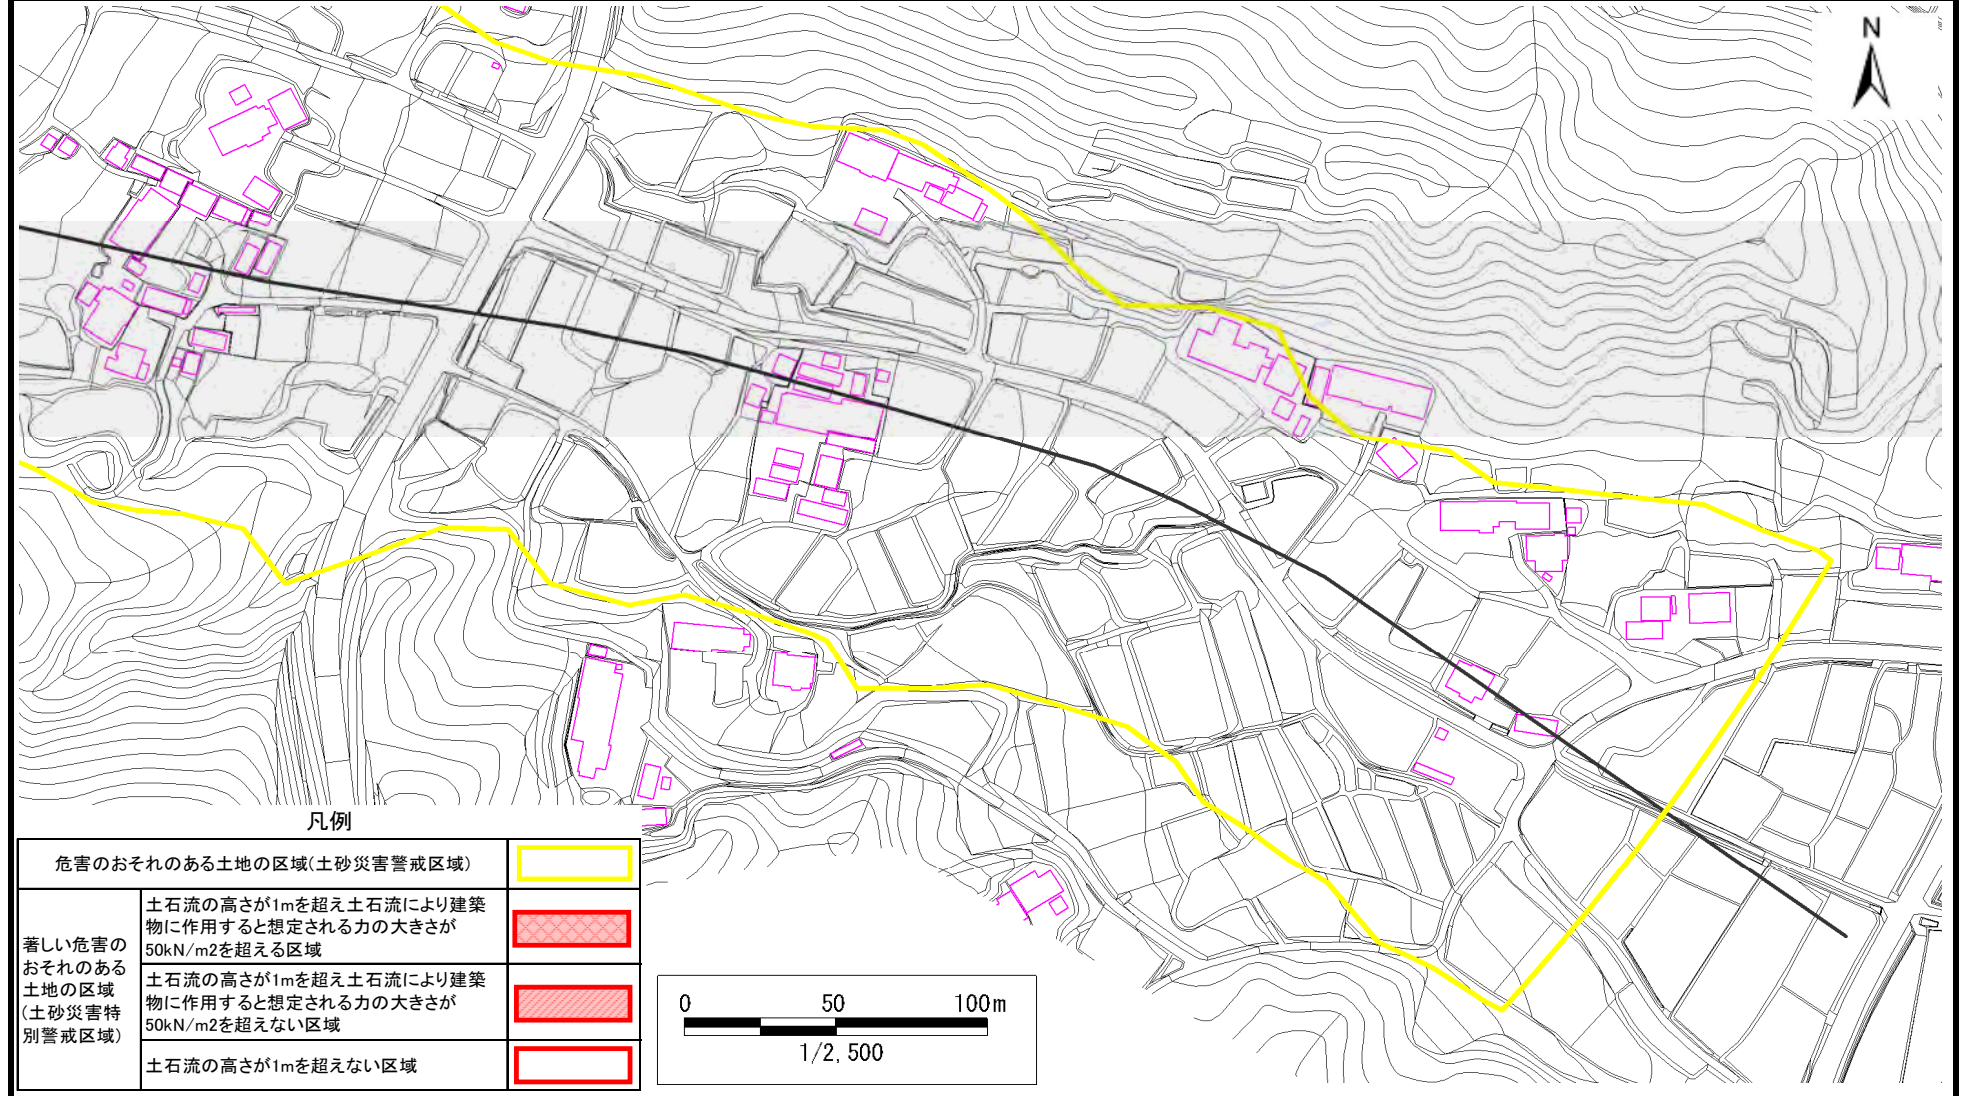 N
凡例
危害のおそれのある土地の区域(土砂災害警戒区域)
著しい危害の
おそれのある
土地の区域
(土砂災害特
別警戒区域)
土石流の高さが1mを超え土石流により建築
物に作用すると想定される力の大きさが
50kN/m2を超える区域
土石流の高さが1mを超え土石流により建築
物に作用すると想定される力の大きさが
50kN/m2を超えない区域
土石流の高さが1mを超えない区域
0 50 100m
1/2,500